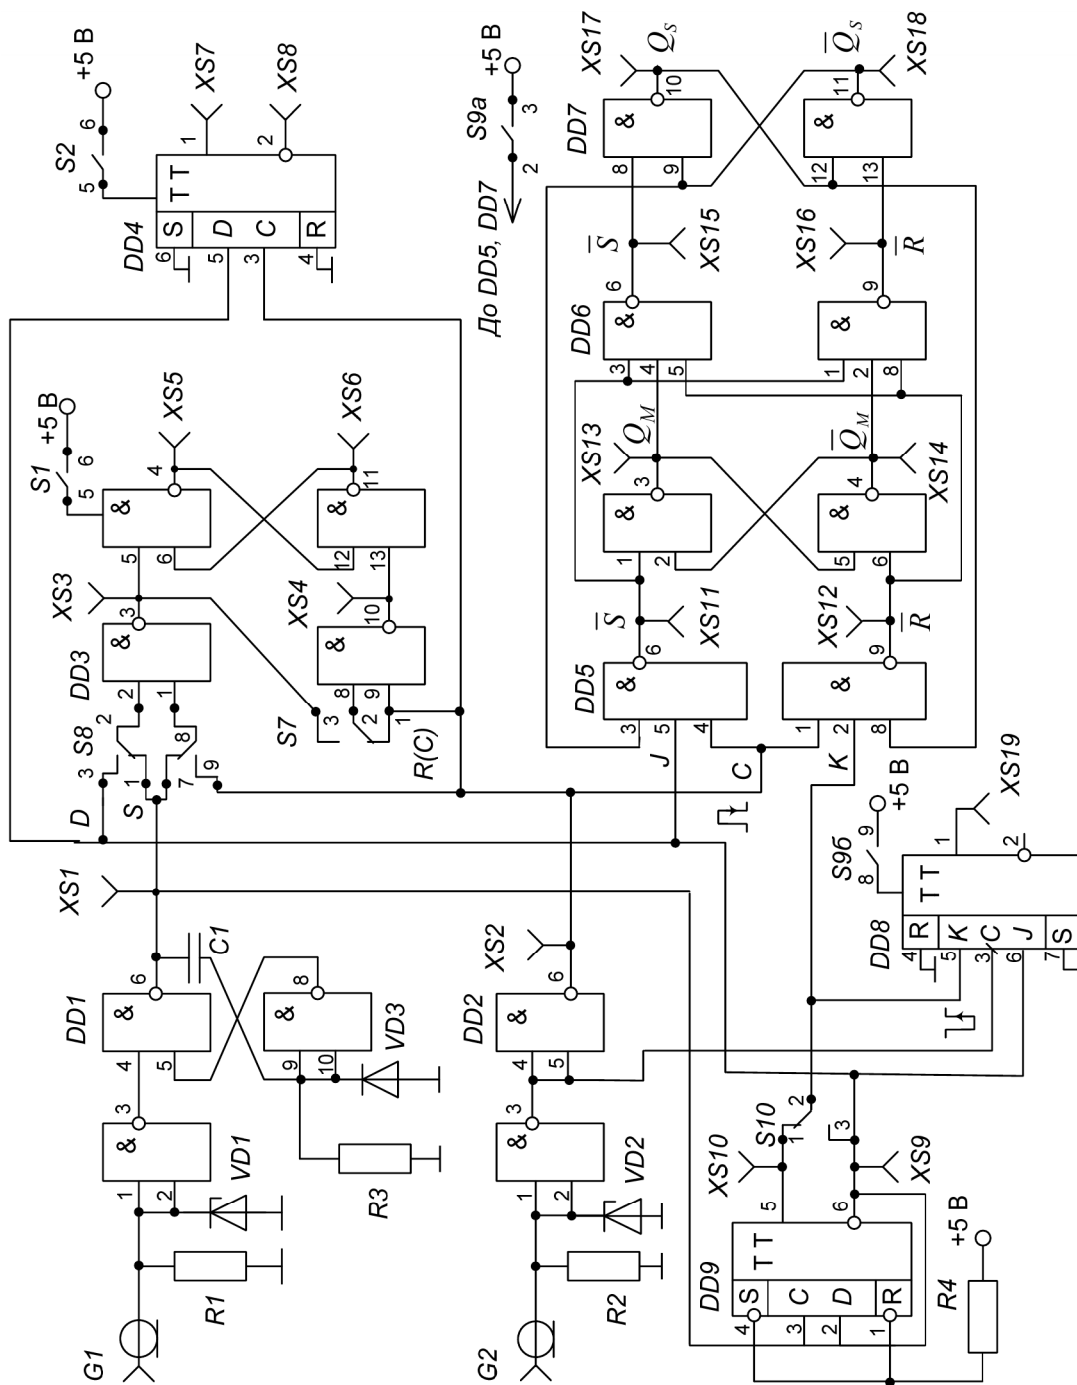 G1
R1
1
2
VD1
&
3
DD1
4
5
&
6
C1
XS1
R3
9
10
&
8
VD3
D
S
S8
3
2
1
7
8
9
DD3
2
1
&
3
XS3
S7
3
2
1
R(C)
8
9
&
10
XS4
S1
5
6
+5 В
5
6
&
4
XS5
12
13
&
11
XS6
DD4
S2
5
6
+5 В
6
S
5
D
3
C
4
R
TT
1
XS7
2
XS8
G2
R2
1
2
VD2
&
3
DD2
4
5
&
6
XS2
До DD5, DD7
S9а
2
3
+5 В
DD5
3
5
4
J
C
&
6
S̅
XS11
1
2
8
K
&
9
R̅
XS12
1
2
&
3
XS13
Q_M
5
6
&
4
Q̅_M
XS14
DD6
3
4
5
&
6
S̅
XS15
1
2
8
&
9
XS16
R̅
DD7
8
9
&
10
XS17
Q_S
12
13
&
11
Q̅_S
XS18
DD9
4
S
3
C
2
D
1
R
TT
5
6
XS10
XS9
S10
1
2
3
R4
+5 В
DD8
S9б
8
9
+5 В
4
R
5
K
3
C
6
J
7
S
TT
1
2
XS19